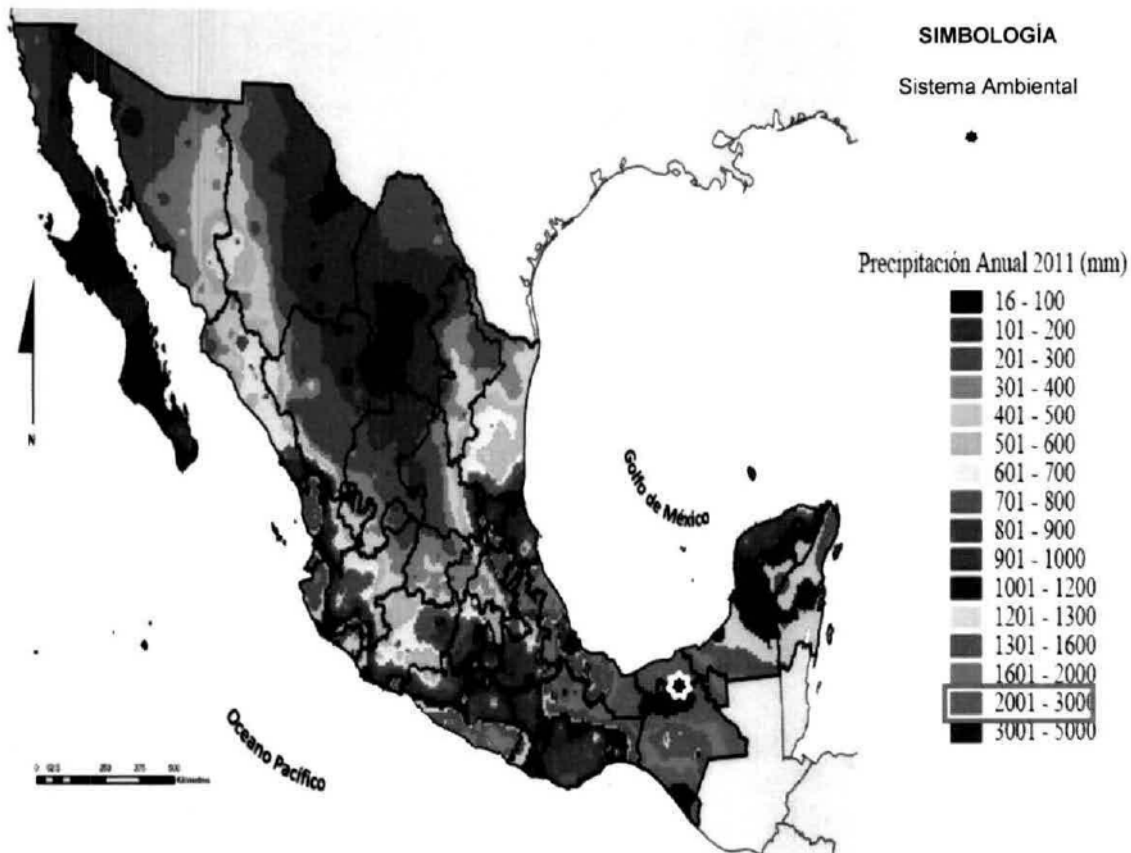 SIMBOLOGÍA
Sistema Ambiental
Precipitación Anual 2011 (mm)
16 - 100
101 - 200
201 - 300
301 - 400
401 - 500
501 - 600
601 - 700
701 - 800
801 - 900
901 - 1000
1001 - 1200
1201 - 1300
1301 - 1600
1601 - 2000
2001 - 3000
3001 - 5000
N
Golfo de México
Oceano Pacífico
Kilometros